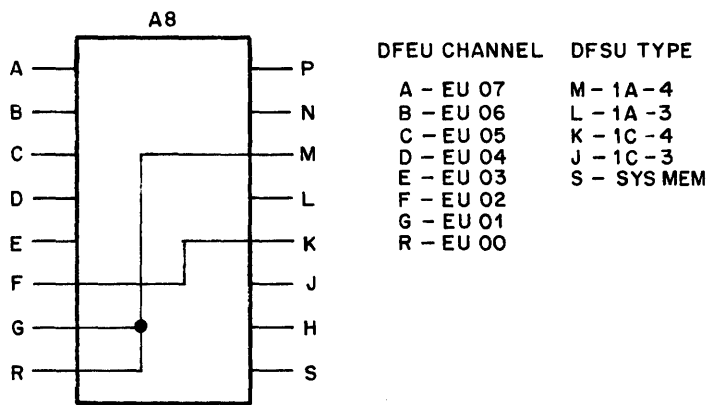 A8
A
B
C
D
E
F
G
R
P
N
M
L
K
J
H
S
DFEU CHANNEL
A - EU 07
B - EU 06
C - EU 05
D - EU 04
E - EU 03
F - EU 02
G - EU 01
R - EU 00
DFSU TYPE
M - 1A - 4
L - 1A - 3
K - 1C - 4
J - 1C - 3
S - SYS MEM